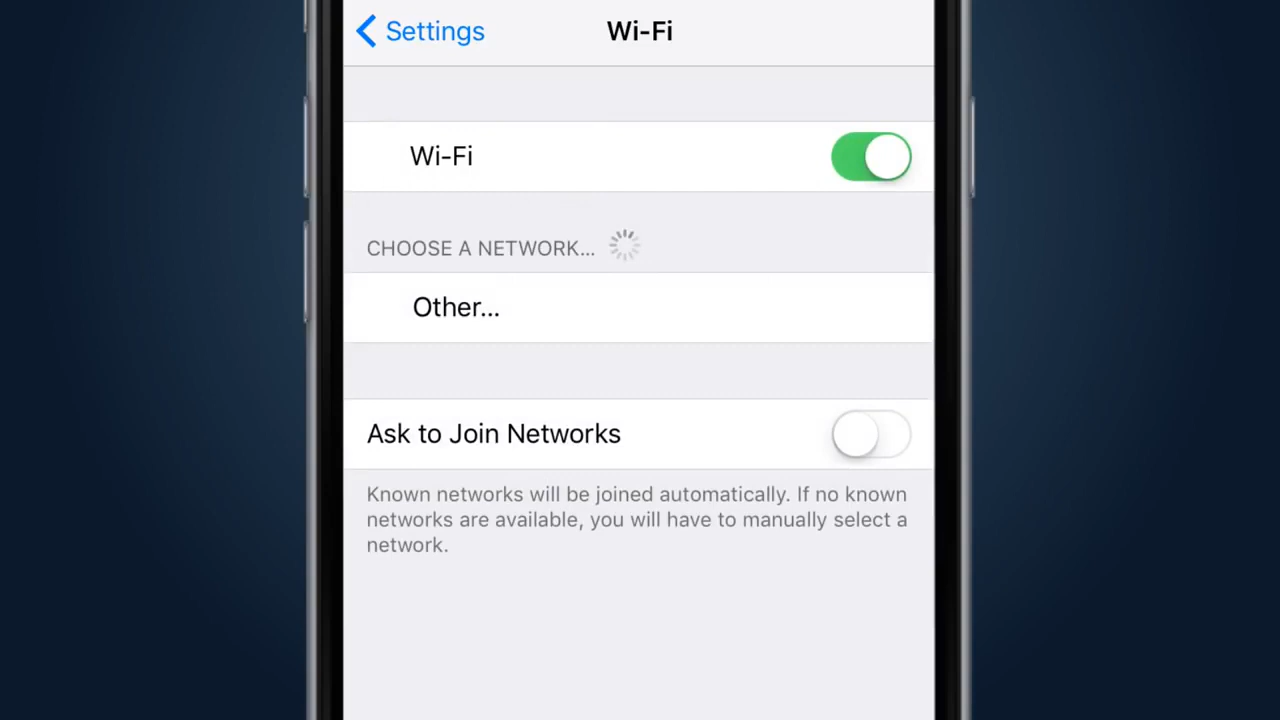 Settings
Wi-Fi
Wi-Fi
CHOOSE A NETWORK...
Other...
Ask to Join Networks
Known networks will be joined automatically. If no known
networks are available, you will have to manually select a
network.